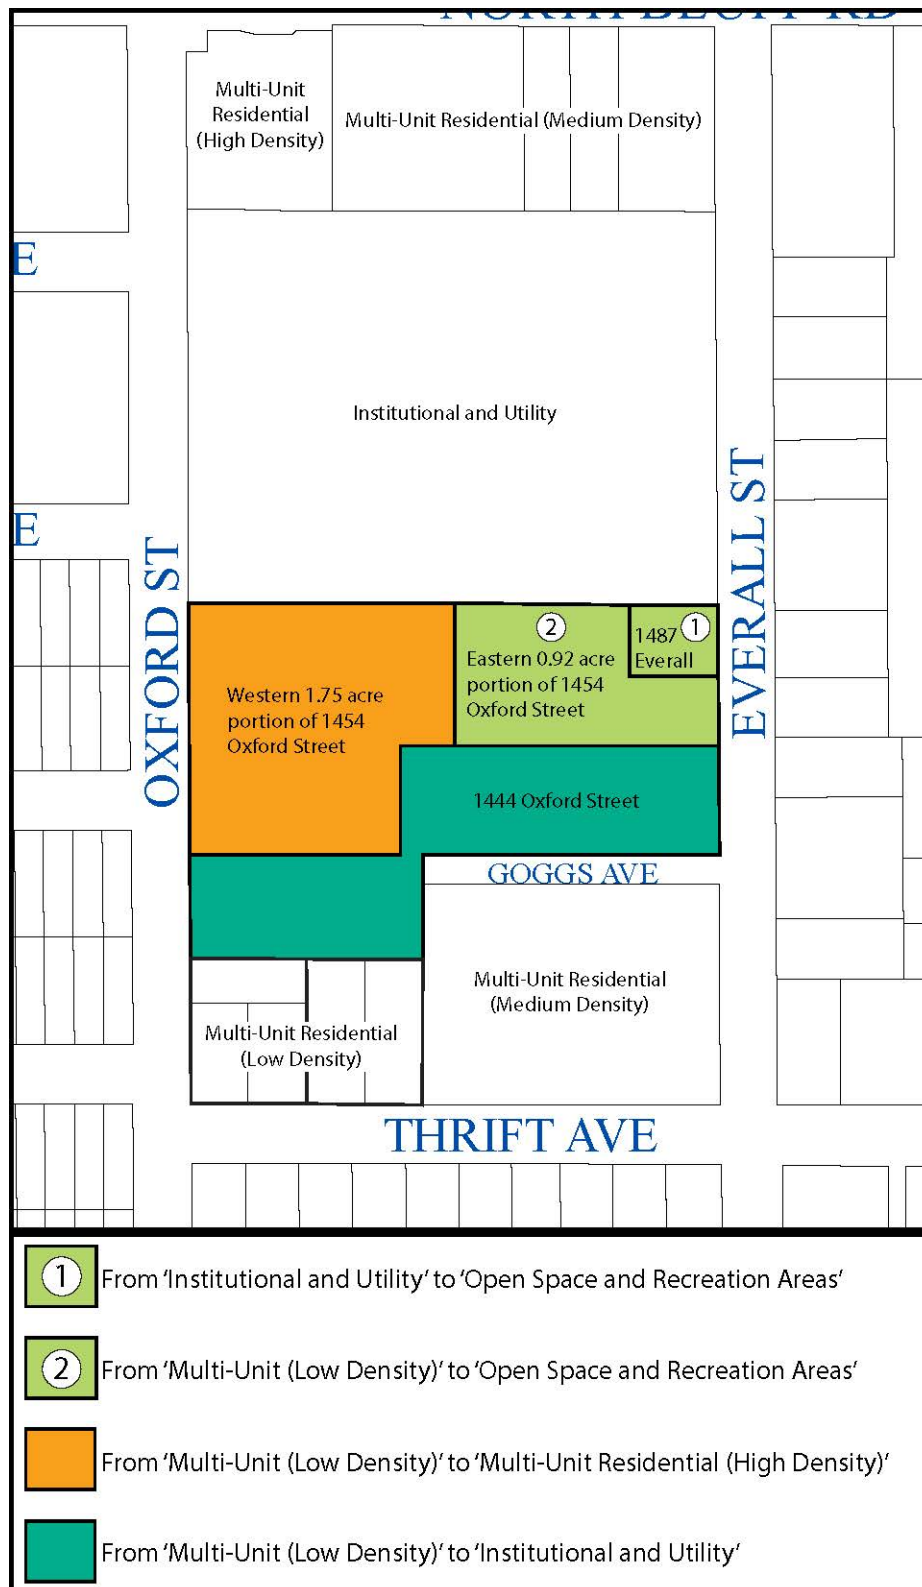 NORTH BLUFF RD
Multi-Unit
Residential
(High Density)
Multi-Unit Residential (Medium Density)
E
Institutional and Utility
E
OXFORD ST
EVERALL ST
2
1
1487
Everall
Eastern 0.92 acre
portion of 1454
Oxford Street
Western 1.75 acre
portion of 1454
Oxford Street
1444 Oxford Street
GOGGS AVE
Multi-Unit Residential
(Medium Density)
Multi-Unit Residential
(Low Density)
THRIFT AVE
1 From 'Institutional and Utility' to 'Open Space and Recreation Areas'
2 From 'Multi-Unit (Low Density)' to 'Open Space and Recreation Areas'
From 'Multi-Unit (Low Density)' to 'Multi-Unit Residential (High Density)'
From 'Multi-Unit (Low Density)' to 'Institutional and Utility'